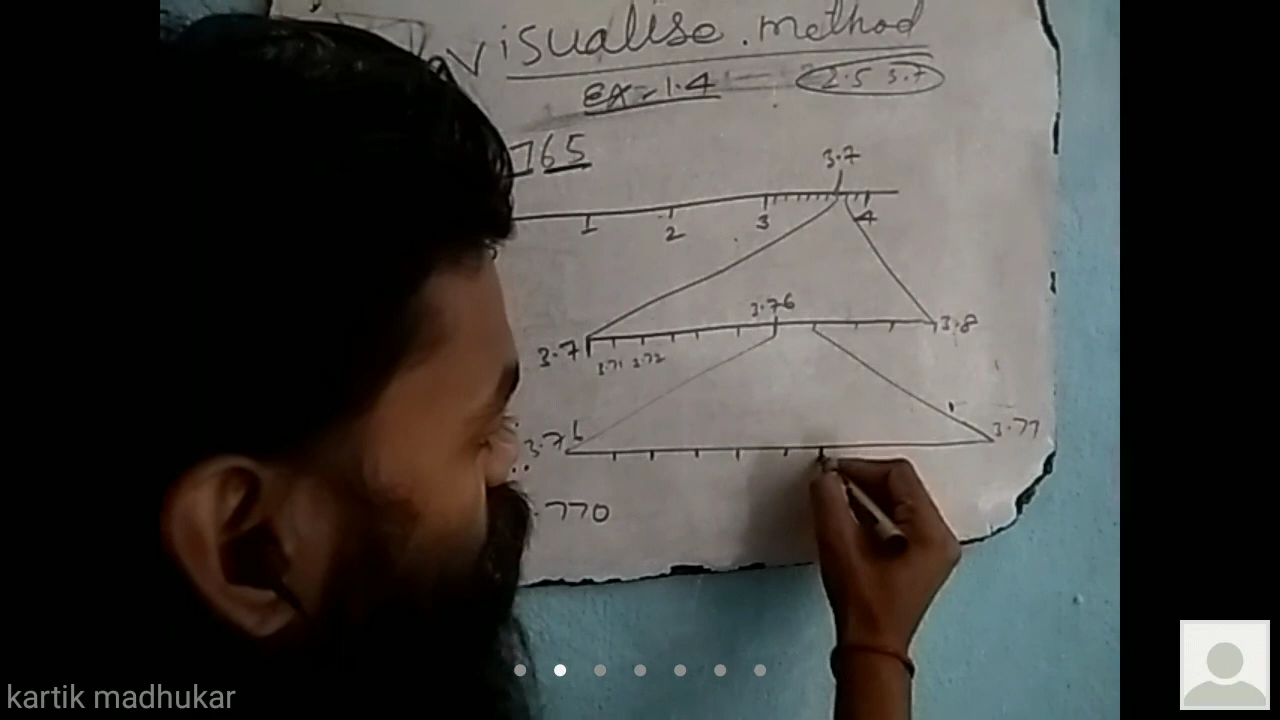 visualise . method
EX - 1.4
2.5 3.7
765
3.7
1 2 3 4
3.76
3.7 3.8
3.71 3.72
3.76 3.77
.770
kartik madhukar